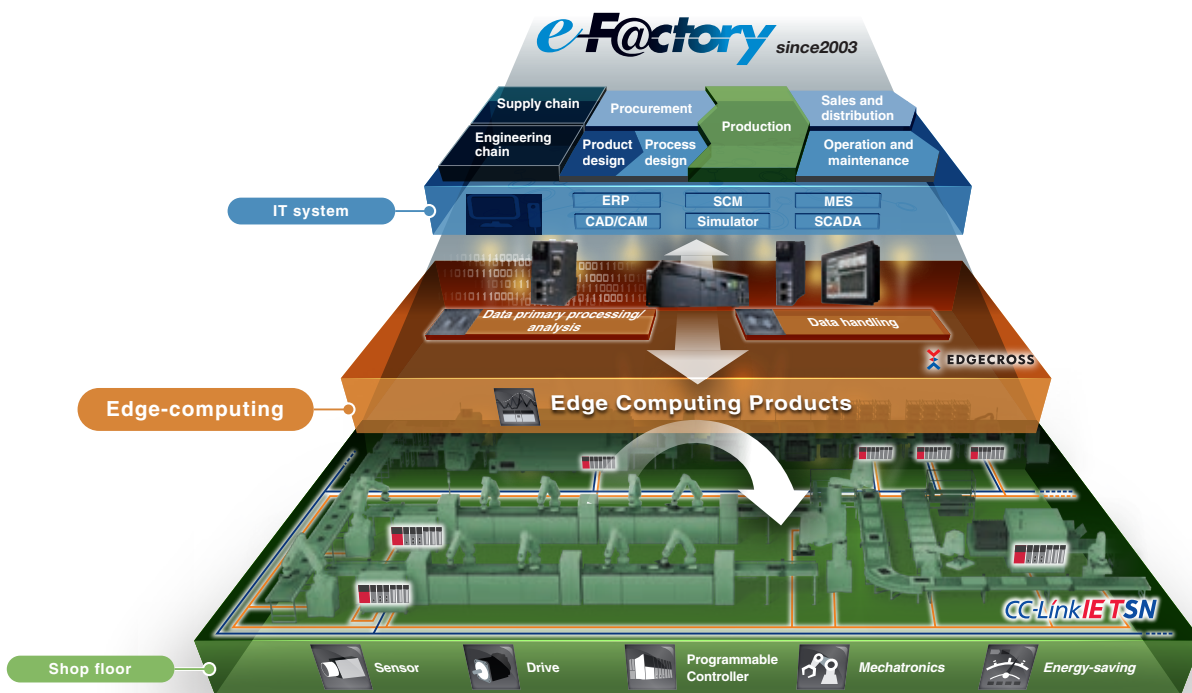 e-F@ctory since2003
Supply chain
Procurement
Production
Sales and
distribution
Engineering
chain
Product
design
Process
design
Operation and
maintenance
IT system
ERP
SCM
MES
CAD/CAM
Simulator
SCADA
Data primary processing/
analysis
Data handling
EDGECROSS
Edge-computing
Edge Computing Products
CC-Link IE TSN
Shop floor
Sensor
Drive
Programmable
Controller
Mechatronics
Energy-saving